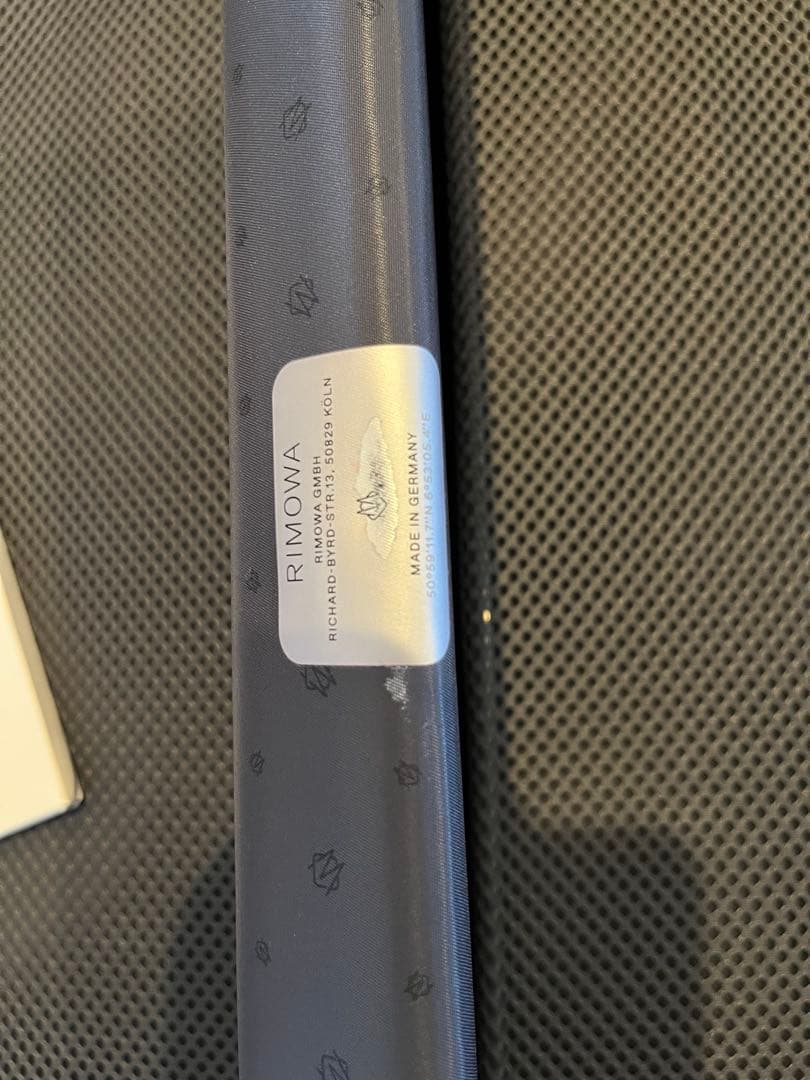 RIMOWA
RIMOWA GMBH
RICHARD-BYRD-STR.13, 50829 KÖLN
MADE IN GERMANY
50°59'11.7"N 6°53'05.4"E